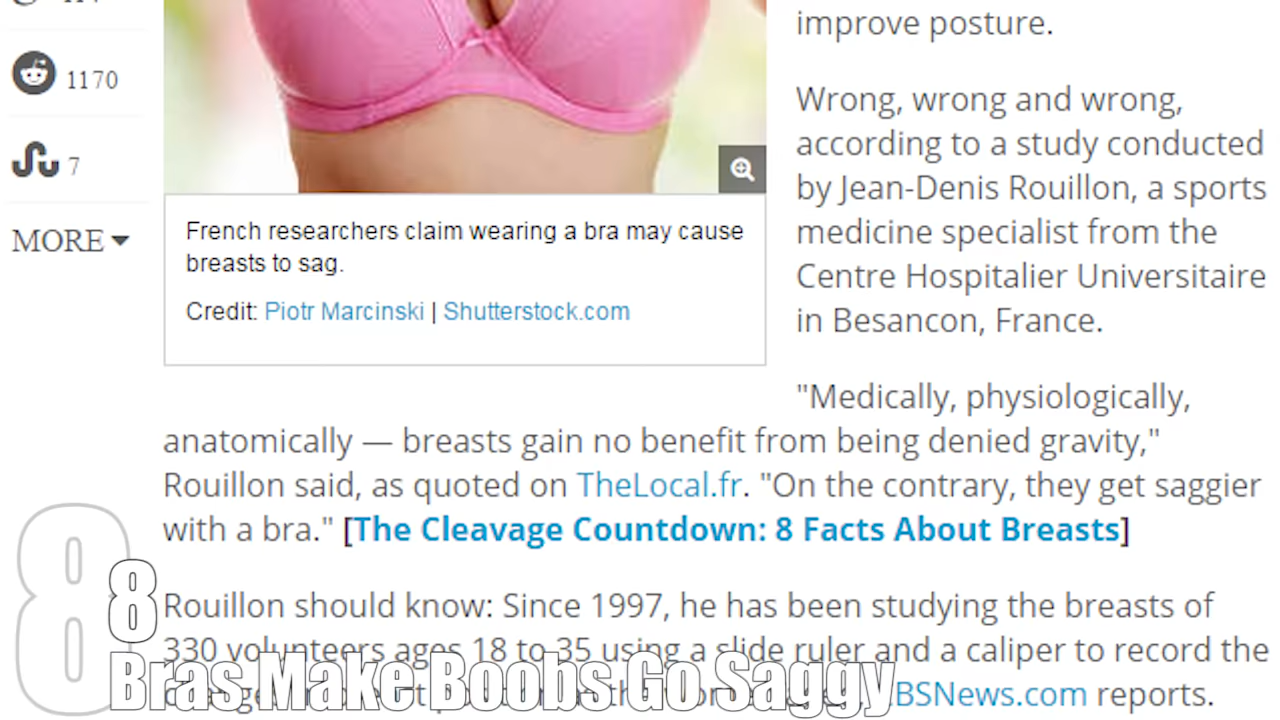 improve posture.
1170
Wrong, wrong and wrong,
according to a study conducted
7
by Jean-Denis Rouillon, a sports
MORE
medicine specialist from the
French researchers claim wearing a bra may cause
breasts to sag.
Centre Hospitalier Universitaire
Credit: Piotr Marcinski | Shutterstock.com
in Besancon, France.
"Medically, physiologically,
anatomically — breasts gain no benefit from being denied gravity,"
Rouillon said, as quoted on TheLocal.fr. "On the contrary, they get saggier
with a bra." [The Cleavage Countdown: 8 Facts About Breasts]
8
8
Rouillon should know: Since 1997, he has been studying the breasts of
330 volunteers ages 18 to 35 using a slide ruler and a caliper to record the
Bras Make Boobs Go Saggy
BSNews.com reports.